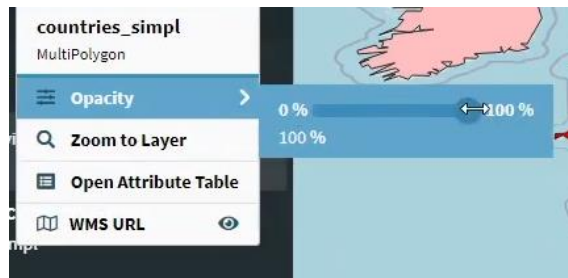 countries_simpl
MultiPolygon
Opacity
0 % 100 %
100 %
Zoom to Layer
Open Attribute Table
WMS URL